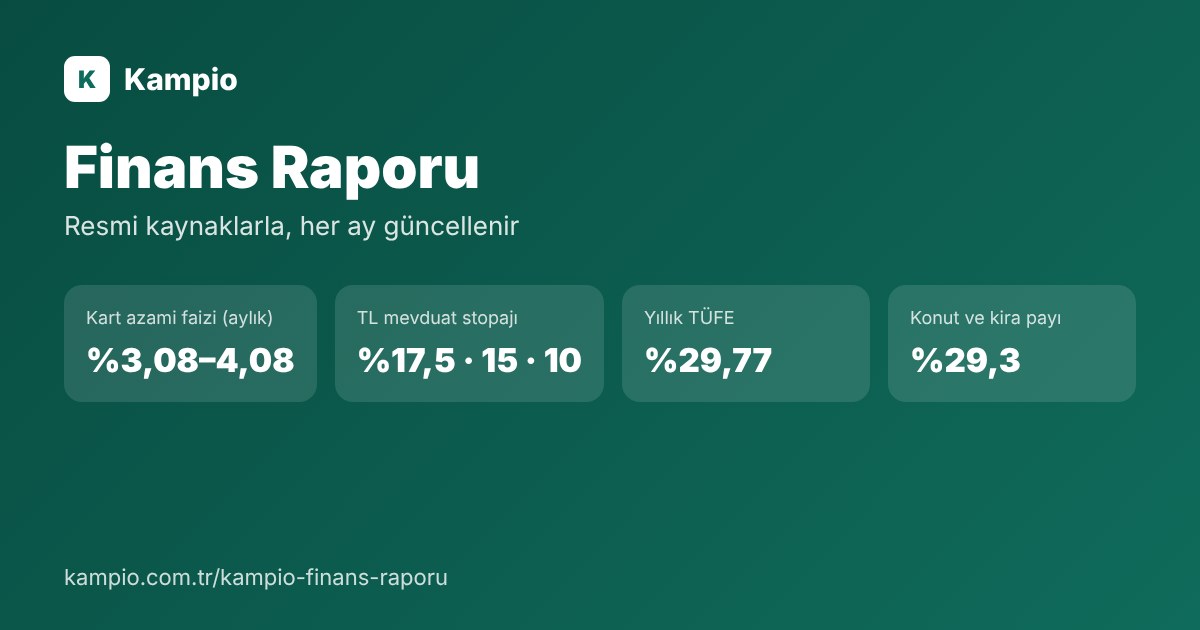 K Kampio
Finans Raporu
Resmi kaynaklarla, her ay güncellenir
Kart azami faizi (aylık)
%3,08–4,08
TL mevduat stopajı
%17,5 · 15 · 10
Yıllık TÜFE
%29,77
Konut ve kira payı
%29,3
kampio.com.tr/kampio-finans-raporu